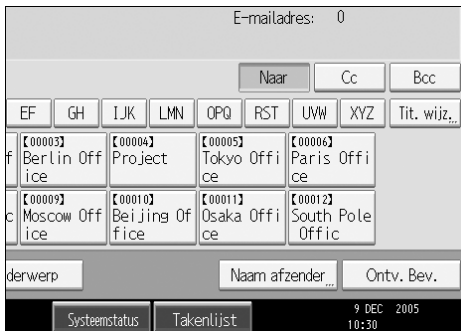 E-mailadres: 0
Naar Cc Bcc
EF GH IJK LMN OPQ RST UVW XYZ Tit. wijz.
f 【00003】 【00004】 【00005】 【00006】
Berlin Off Project Tokyo Offi Paris Offi
ice ce ce
c 【00009】 【00010】 【00011】 【00012】
Moscow Off Beijing Of Osaka Offi South Pole
ice fice ce Offic
derwerp Naam afzender Ontv. Bev.
Systeemstatus Takenlijst 9 DEC 2005
10:30